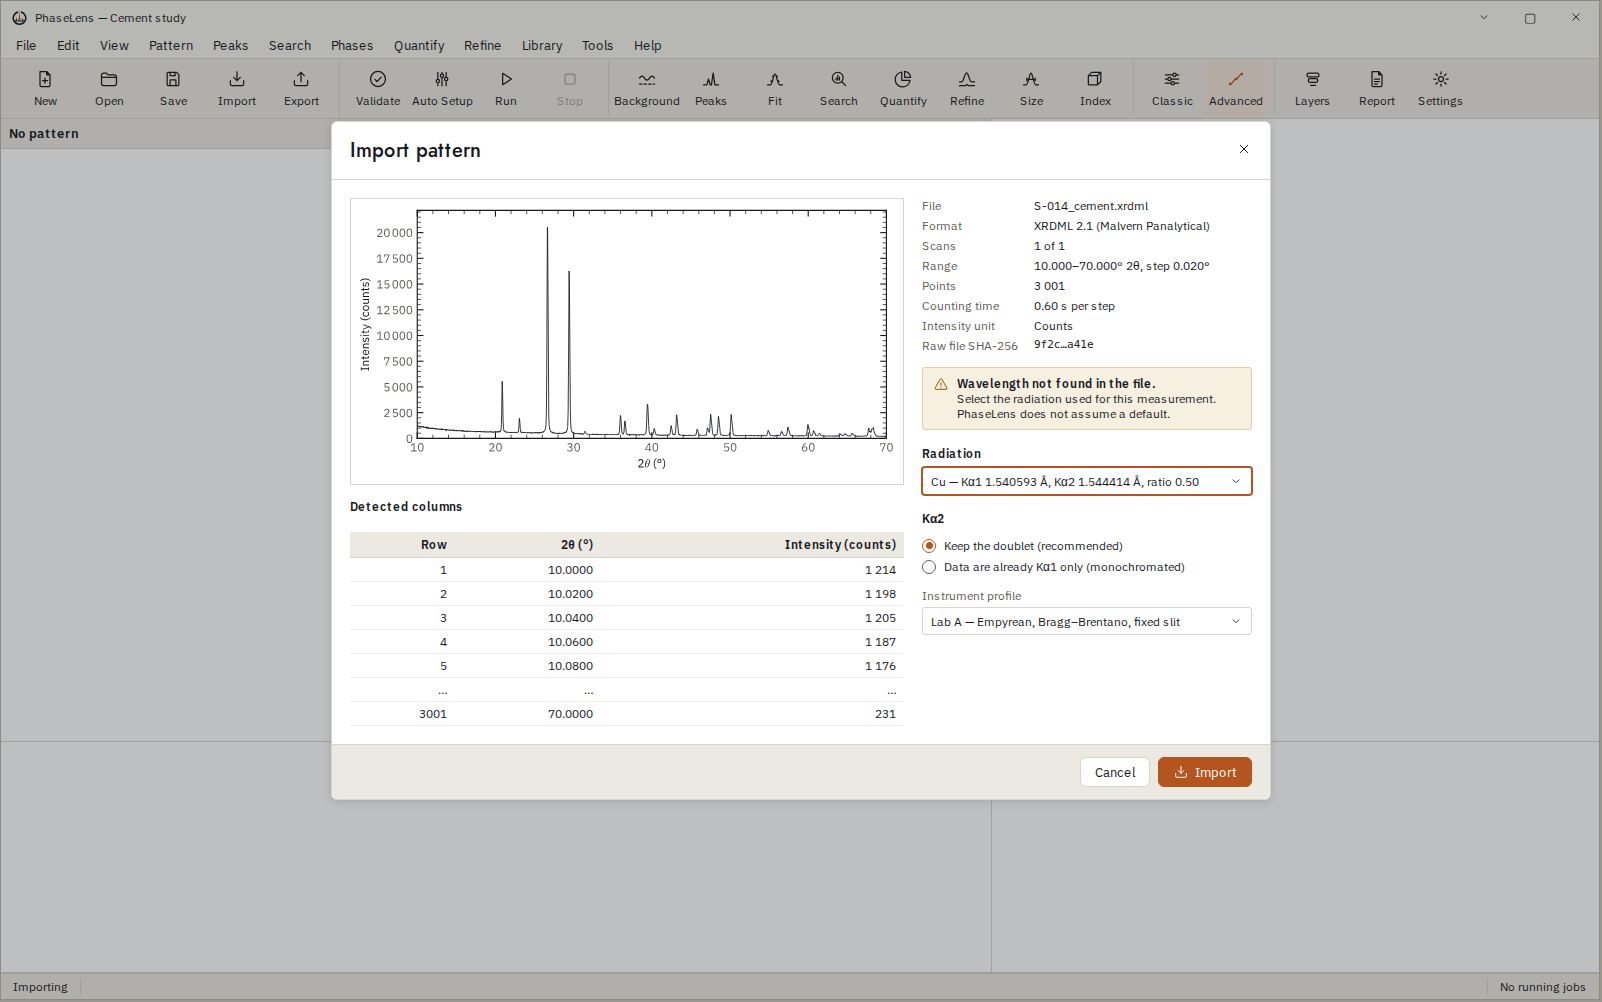 PhaseLens — Cement study
File Edit View Pattern Peaks Search Phases Quantify Refine Library Tools Help
New Open Save Import Export Validate Auto Setup Run Stop Background Peaks Fit Search Quantify Refine Size Index Classic Advanced Layers Report Settings
No pattern
Import pattern
Intensity (counts)
20 000
17 500
15 000
12 500
10 000
7 500
5 000
2 500
0
10 20 30 40 50 60 70
2θ (°)
File S-014_cement.xrdml
Format XRDML 2.1 (Malvern Panalytical)
Scans 1 of 1
Range 10.000–70.000° 2θ, step 0.020°
Points 3 001
Counting time 0.60 s per step
Intensity unit Counts
Raw file SHA-256 9f2c…a41e
Wavelength not found in the file.
Select the radiation used for this measurement.
PhaseLens does not assume a default.
Radiation
Cu — Kα1 1.540593 Å, Kα2 1.544414 Å, ratio 0.50
Kα2
Keep the doublet (recommended)
Data are already Kα1 only (monochromated)
Instrument profile
Lab A — Empyrean, Bragg–Brentano, fixed slit
Detected columns
Row 2θ (°) Intensity (counts)
1 10.0000 1 214
2 10.0200 1 198
3 10.0400 1 205
4 10.0600 1 187
5 10.0800 1 176
… … …
3001 70.0000 231
Cancel Import
Importing
No running jobs